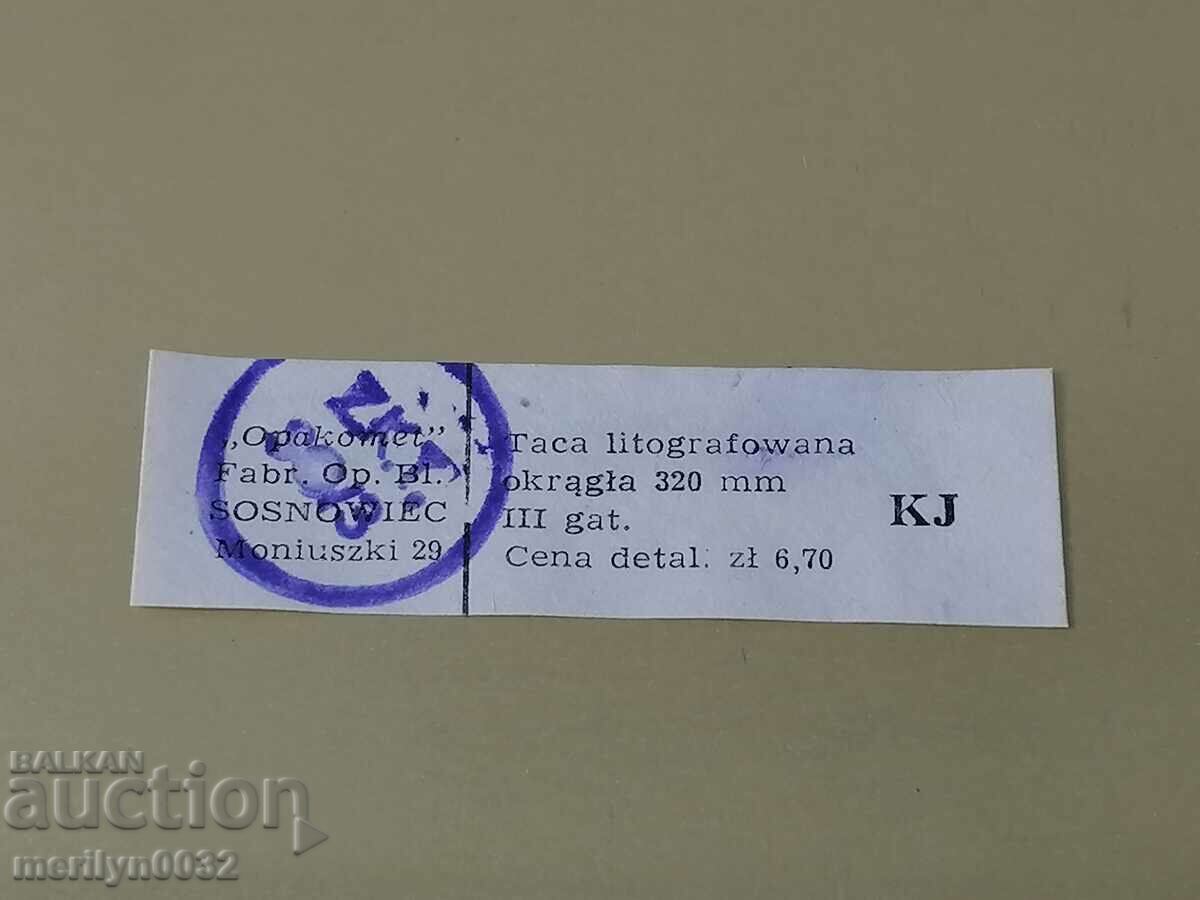 „Opakomet”
Fabr. Op. Bl.
SOSNOWIEC
Moniuszki 29
Taca litografowana
okrągła 320 mm
III gat.
Cena detal. zł 6,70
KJ
BALKAN
auction
merilyn0032